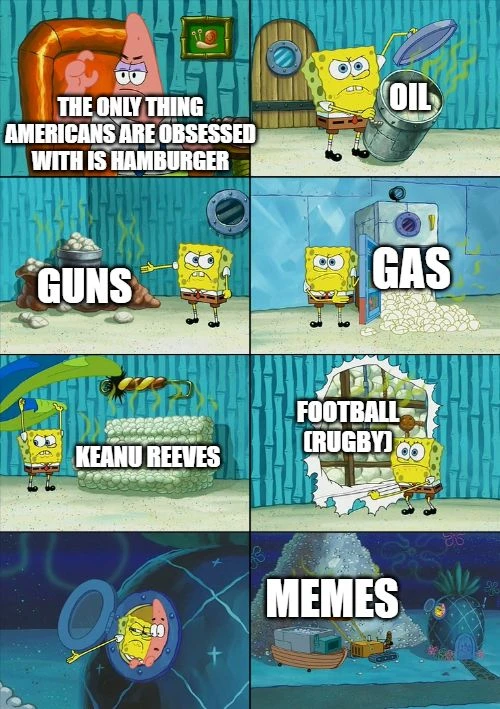 THE ONLY THING
AMERICANS ARE OBSESSED
WITH IS HAMBURGER
OIL
GUNS
GAS
KEANU REEVES
FOOTBALL
(RUGBY)
MEMES